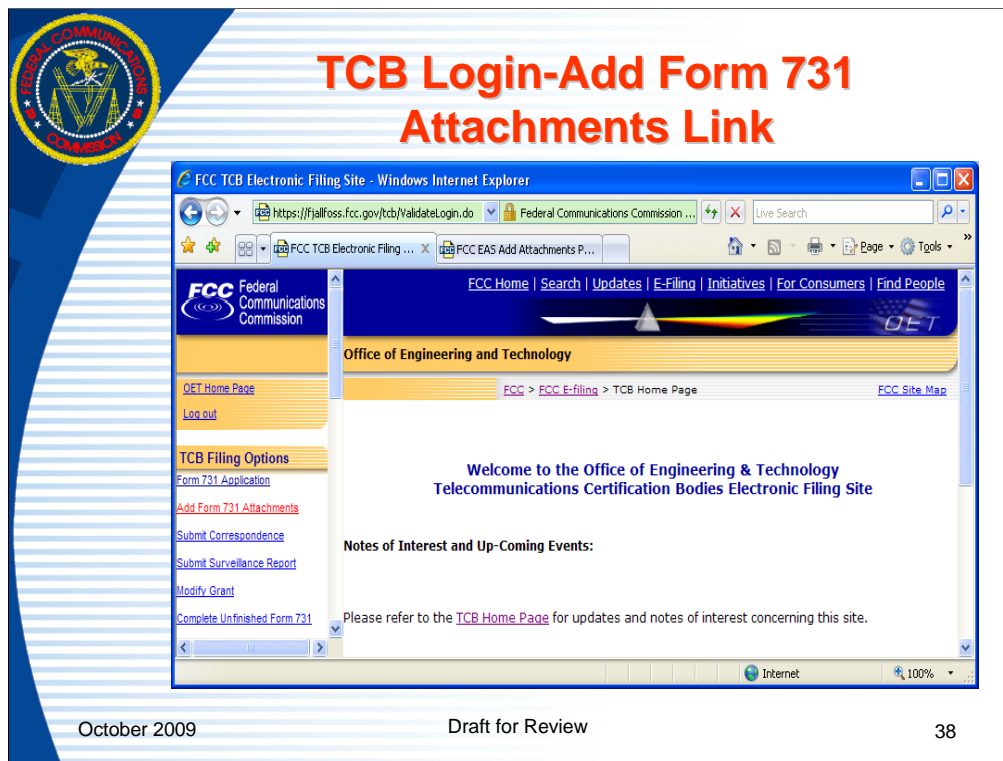 FEDERAL COMMUNICATIONS COMMISSION
TCB Login-Add Form 731
Attachments Link
FCC TCB Electronic Filing Site - Windows Internet Explorer
https://fjallfoss.fcc.gov/tcb/ValidateLogin.do
Federal Communications Commission ...
Live Search
FCC TCB Electronic Filing ...
FCC EAS Add Attachments P...
Page
Tools
»
FCC Federal
Communications
Commission
FCC Home | Search | Updates | E-Filing | Initiatives | For Consumers | Find People
OET
Office of Engineering and Technology
OET Home Page
FCC > FCC E-filing > TCB Home Page
FCC Site Map
Log out
TCB Filing Options
Form 731 Application
Add Form 731 Attachments
Submit Correspondence
Submit Surveillance Report
Modify Grant
Complete Unfinished Form 731
Welcome to the Office of Engineering & Technology
Telecommunications Certification Bodies Electronic Filing Site
Notes of Interest and Up-Coming Events:
Please refer to the TCB Home Page for updates and notes of interest concerning this site.
Internet
100%
October 2009
Draft for Review
38